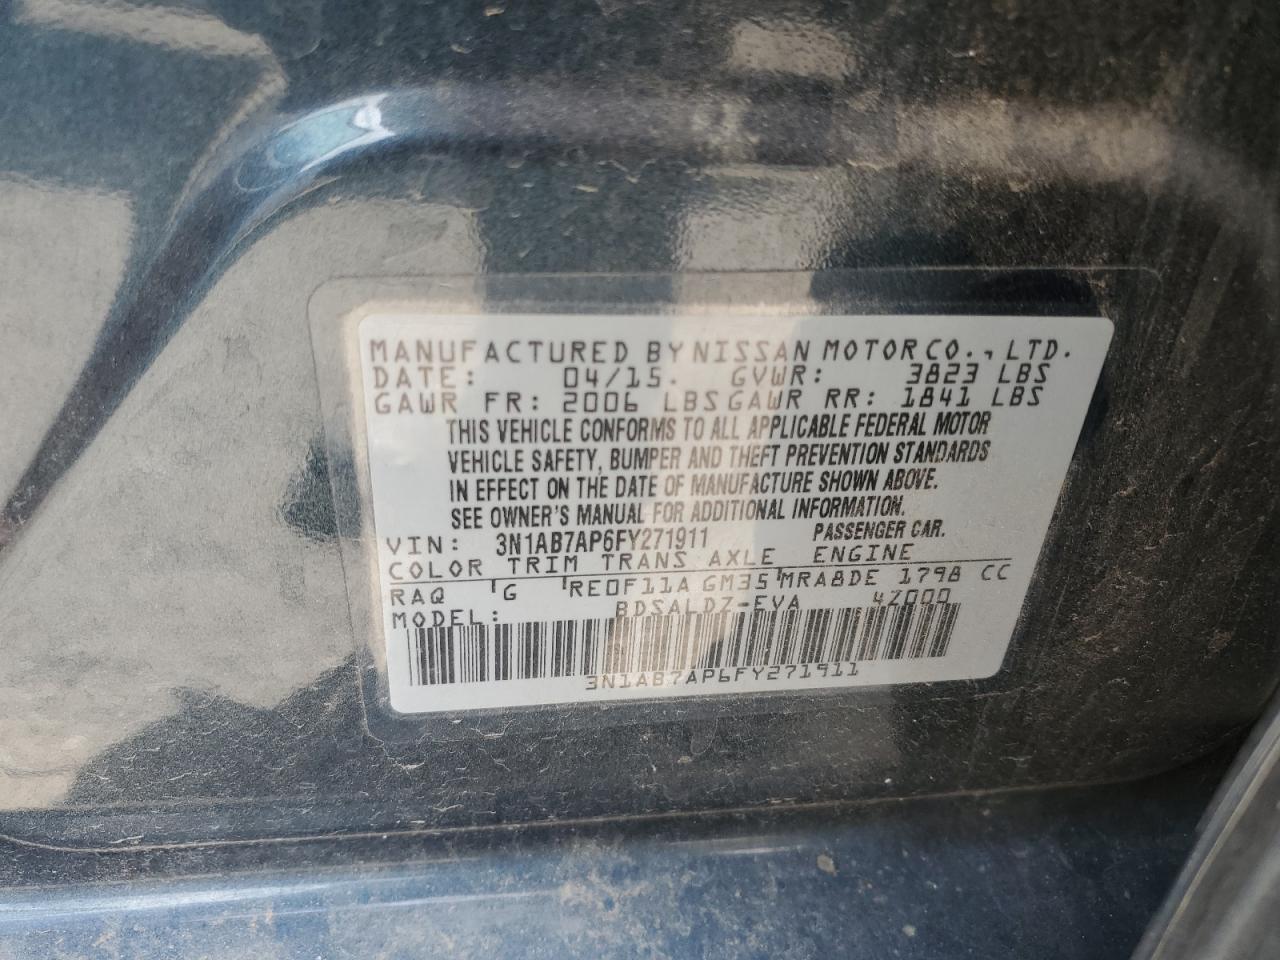 MANUFACTURED BY NISSAN MOTOR CO., LTD.
DATE: 04/15. GVWR: 3823 LBS
GAWR FR: 2006 LBS GAWR RR: 1841 LBS
THIS VEHICLE CONFORMS TO ALL APPLICABLE FEDERAL MOTOR
VEHICLE SAFETY, BUMPER AND THEFT PREVENTION STANDARDS
IN EFFECT ON THE DATE OF MANUFACTURE SHOWN ABOVE.
SEE OWNER'S MANUAL FOR ADDITIONAL INFORMATION.
VIN: 3N1AB7AP6FY271911 PASSENGER CAR.
COLOR TRIM TRANS AXLE ENGINE
RAQ G RE0F11A GM35 MRA8DE 1798 CC
MODEL: BDSALDZ-EVA 4Z000
3N1AB7AP6FY271911